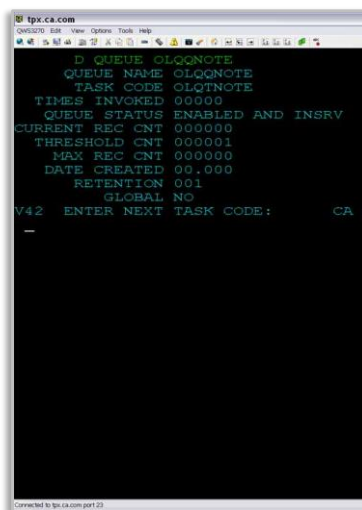 tpx.ca.com
QWS3270 Edit View Options Tools Help
D QUEUE OLQQNOTE
QUEUE NAME OLQQNOTE
TASK CODE OLQTNOTE
TIMES INVOKED 00000
QUEUE STATUS ENABLED AND INSRV
CURRENT REC CNT 000000
THRESHOLD CNT 000001
MAX REC CNT 000000
DATE CREATED 00.000
RETENTION 001
GLOBAL NO
V42 ENTER NEXT TASK CODE: CA
Connected to tpx.ca.com port 23